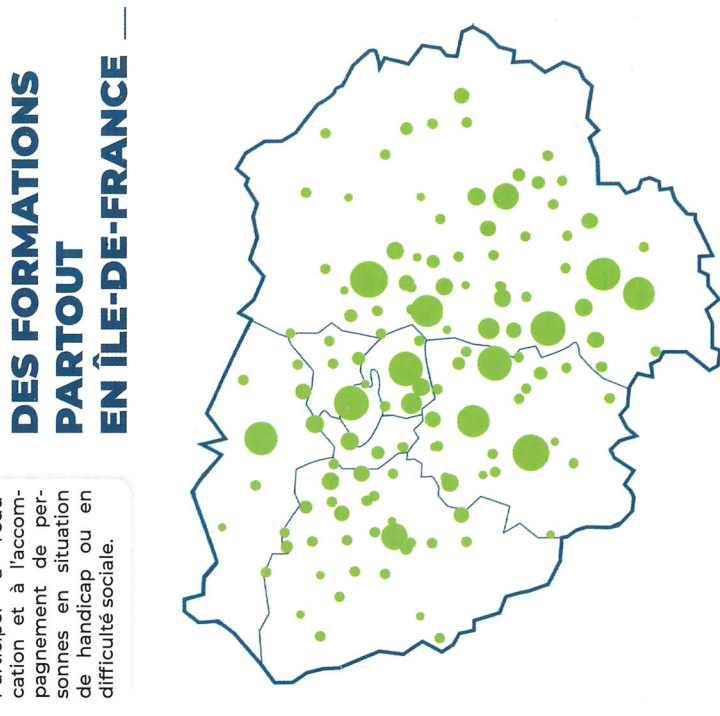 DES FORMATIONS
PARTOUT
EN ÎLE-DE-FRANCE
cation et à l'accom-
pagnement de per-
sonnes en situation
de handicap ou en
difficulté sociale.